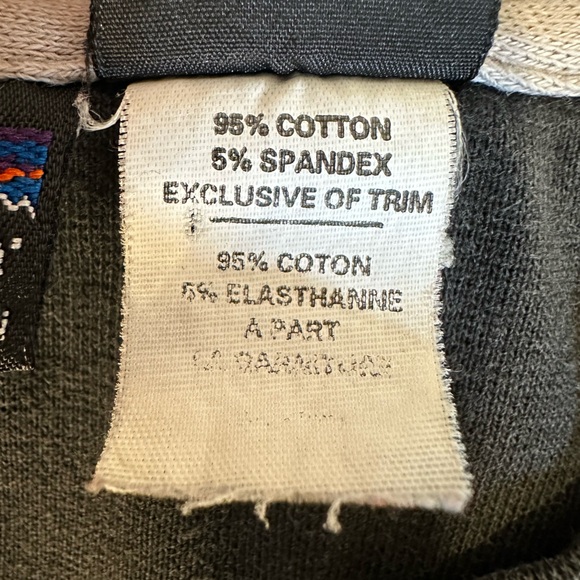 95% COTTON
5% SPANDEX
EXCLUSIVE OF TRIM
95% COTON
5% ELASTHANNE
A PART